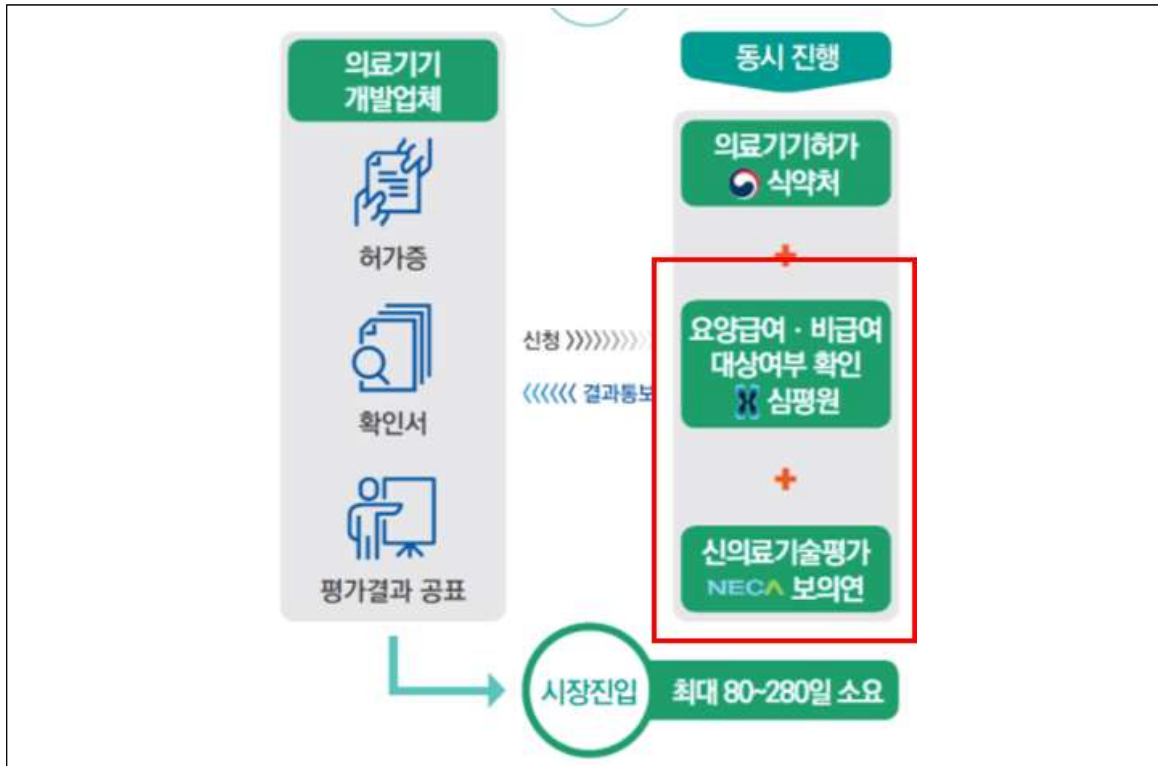 의료기기
개발업체
허가증
확인서
평가결과 공표
신청
결과통보
동시 진행
의료기기허가
식약처
+
요양급여 · 비급여
대상여부 확인
심평원
+
신의료기술평가
NECA 보의연
시장진입
최대 80~280일 소요